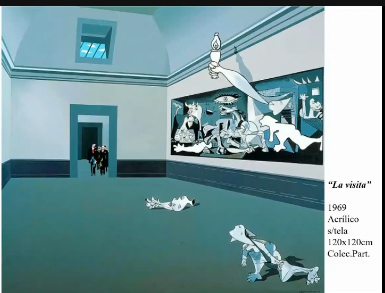 “La visita”
1969
Acrílico
s/tela
120x120cm
Colec.Part.